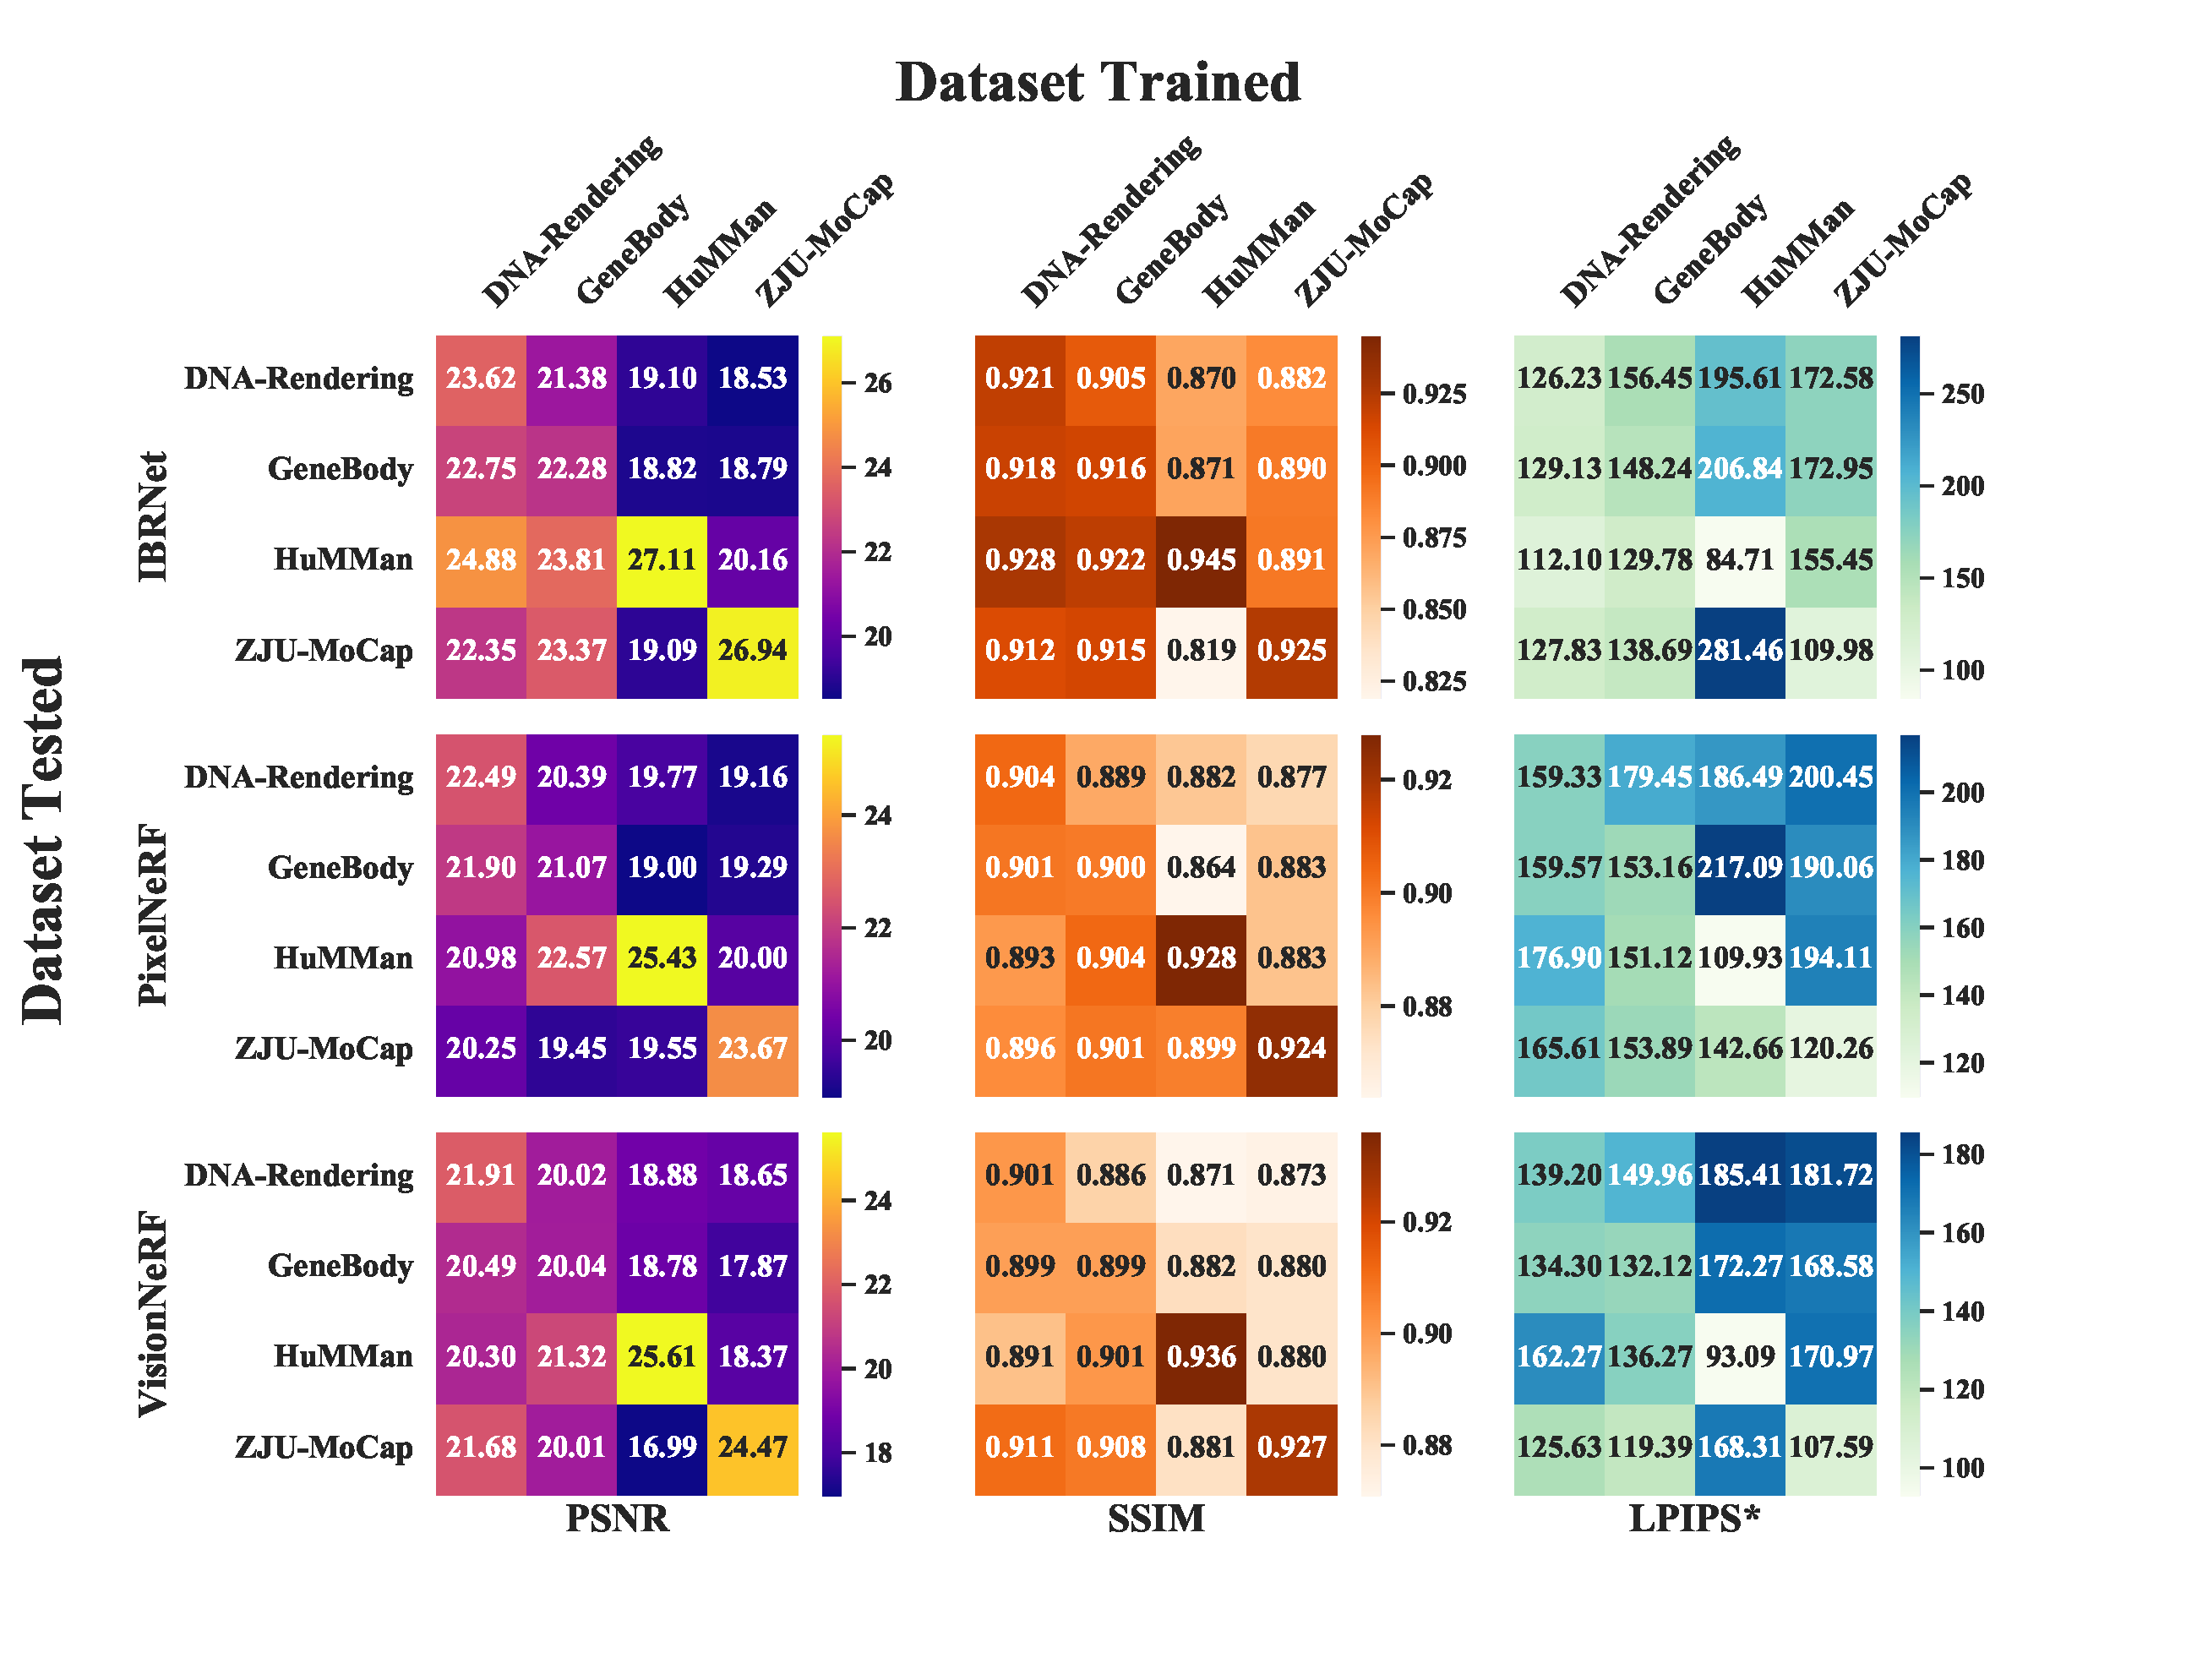 Dataset Trained
DNA-Rendering GeneBody HuMMan ZJU-MoCap DNA-Rendering GeneBody HuMMan ZJU-MoCap DNA-Rendering GeneBody HuMMan ZJU-MoCap
Dataset Tested
IBRNet
DNA-Rendering 23.62 21.38 19.10 18.53 0.921 0.905 0.870 0.882 126.23 156.45 195.61 172.58
GeneBody 22.75 22.28 18.82 18.79 0.918 0.916 0.871 0.890 129.13 148.24 206.84 172.95
HuMMan 24.88 23.81 27.11 20.16 0.928 0.922 0.945 0.891 112.10 129.78 84.71 155.45
ZJU-MoCap 22.35 23.37 19.09 26.94 0.912 0.915 0.819 0.925 127.83 138.69 281.46 109.98
26
24
22
20
0.925
0.900
0.875
0.850
0.825
250
200
150
100
PixelNeRF
DNA-Rendering 22.49 20.39 19.77 19.16 0.904 0.889 0.882 0.877 159.33 179.45 186.49 200.45
GeneBody 21.90 21.07 19.00 19.29 0.901 0.900 0.864 0.883 159.57 153.16 217.09 190.06
HuMMan 20.98 22.57 25.43 20.00 0.893 0.904 0.928 0.883 176.90 151.12 109.93 194.11
ZJU-MoCap 20.25 19.45 19.55 23.67 0.896 0.901 0.899 0.924 165.61 153.89 142.66 120.26
24
22
20
0.92
0.90
0.88
200
180
160
140
120
VisionNeRF
DNA-Rendering 21.91 20.02 18.88 18.65 0.901 0.886 0.871 0.873 139.20 149.96 185.41 181.72
GeneBody 20.49 20.04 18.78 17.87 0.899 0.899 0.882 0.880 134.30 132.12 172.27 168.58
HuMMan 20.30 21.32 25.61 18.37 0.891 0.901 0.936 0.880 162.27 136.27 93.09 170.97
ZJU-MoCap 21.68 20.01 16.99 24.47 0.911 0.908 0.881 0.927 125.63 119.39 168.31 107.59
24
22
20
18
0.92
0.90
0.88
180
160
140
120
100
PSNR SSIM LPIPS*